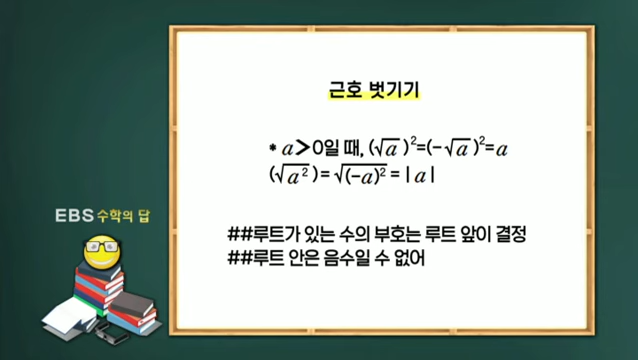 근호 벗기기
* a>0일 때, (√a)²=(-√a)²=a
(√a²)=√(-a)²=|a|
EBS 수학의 답
##루트가 있는 수의 부호는 루트 앞이 결정
##루트 안은 음수일 수 없어